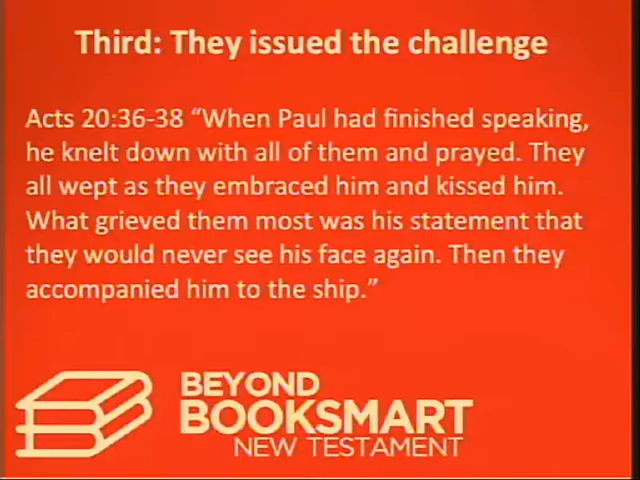 Third: They issued the challenge
Acts 20:36-38 “When Paul had finished speaking,
he knelt down with all of them and prayed. They
all wept as they embraced him and kissed him.
What grieved them most was his statement that
they would never see his face again. Then they
accompanied him to the ship.”
BEYOND
BOOKSMART
NEW TESTAMENT